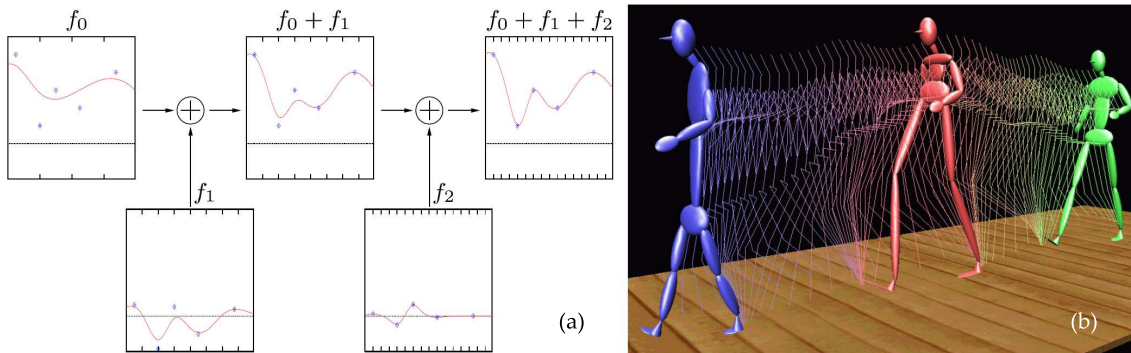 f₀
f₀ + f₁
f₀ + f₁ + f₂
f₁
f₂
(a)
(b)